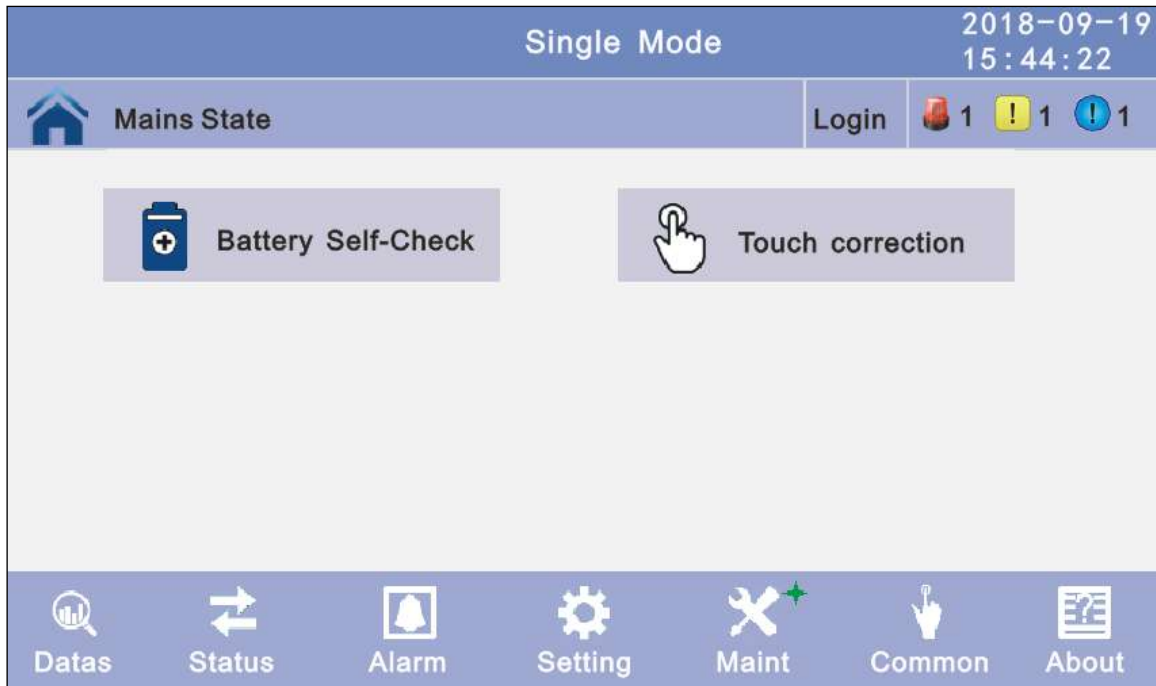 Single Mode
2018-09-19
15:44:22
Mains State
Login
1
! 1
! 1
Battery Self-Check
Touch correction
Datas
Status
Alarm
Setting
Maint
Common
?
About